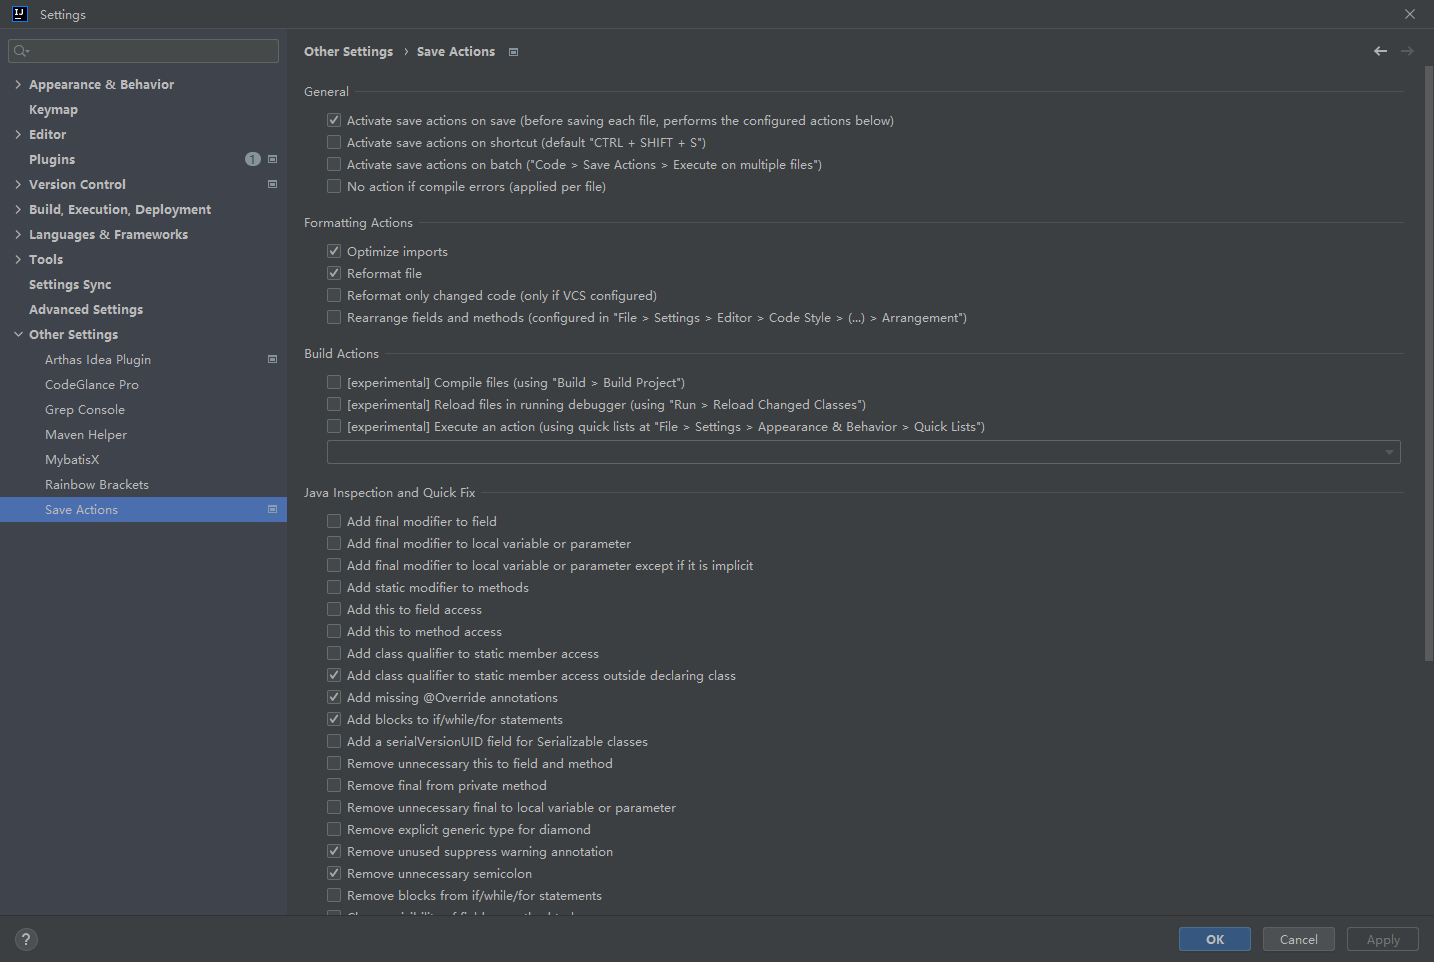 IJ Settings
Appearance & Behavior
Keymap
Editor
Plugins 1
Version Control
Build, Execution, Deployment
Languages & Frameworks
Tools
Settings Sync
Advanced Settings
Other Settings
Arthas Idea Plugin
CodeGlance Pro
Grep Console
Maven Helper
MybatisX
Rainbow Brackets
Save Actions
Other Settings › Save Actions
General
Activate save actions on save (before saving each file, performs the configured actions below)
Activate save actions on shortcut (default "CTRL + SHIFT + S")
Activate save actions on batch ("Code > Save Actions > Execute on multiple files")
No action if compile errors (applied per file)
Formatting Actions
Optimize imports
Reformat file
Reformat only changed code (only if VCS configured)
Rearrange fields and methods (configured in "File > Settings > Editor > Code Style > (...) > Arrangement")
Build Actions
[experimental] Compile files (using "Build > Build Project")
[experimental] Reload files in running debugger (using "Run > Reload Changed Classes")
[experimental] Execute an action (using quick lists at "File > Settings > Appearance & Behavior > Quick Lists")
Java Inspection and Quick Fix
Add final modifier to field
Add final modifier to local variable or parameter
Add final modifier to local variable or parameter except if it is implicit
Add static modifier to methods
Add this to field access
Add this to method access
Add class qualifier to static member access
Add class qualifier to static member access outside declaring class
Add missing @Override annotations
Add blocks to if/while/for statements
Add a serialVersionUID field for Serializable classes
Remove unnecessary this to field and method
Remove final from private method
Remove unnecessary final to local variable or parameter
Remove explicit generic type for diamond
Remove unused suppress warning annotation
Remove unnecessary semicolon
Remove blocks from if/while/for statements
?
OK
Cancel
Apply